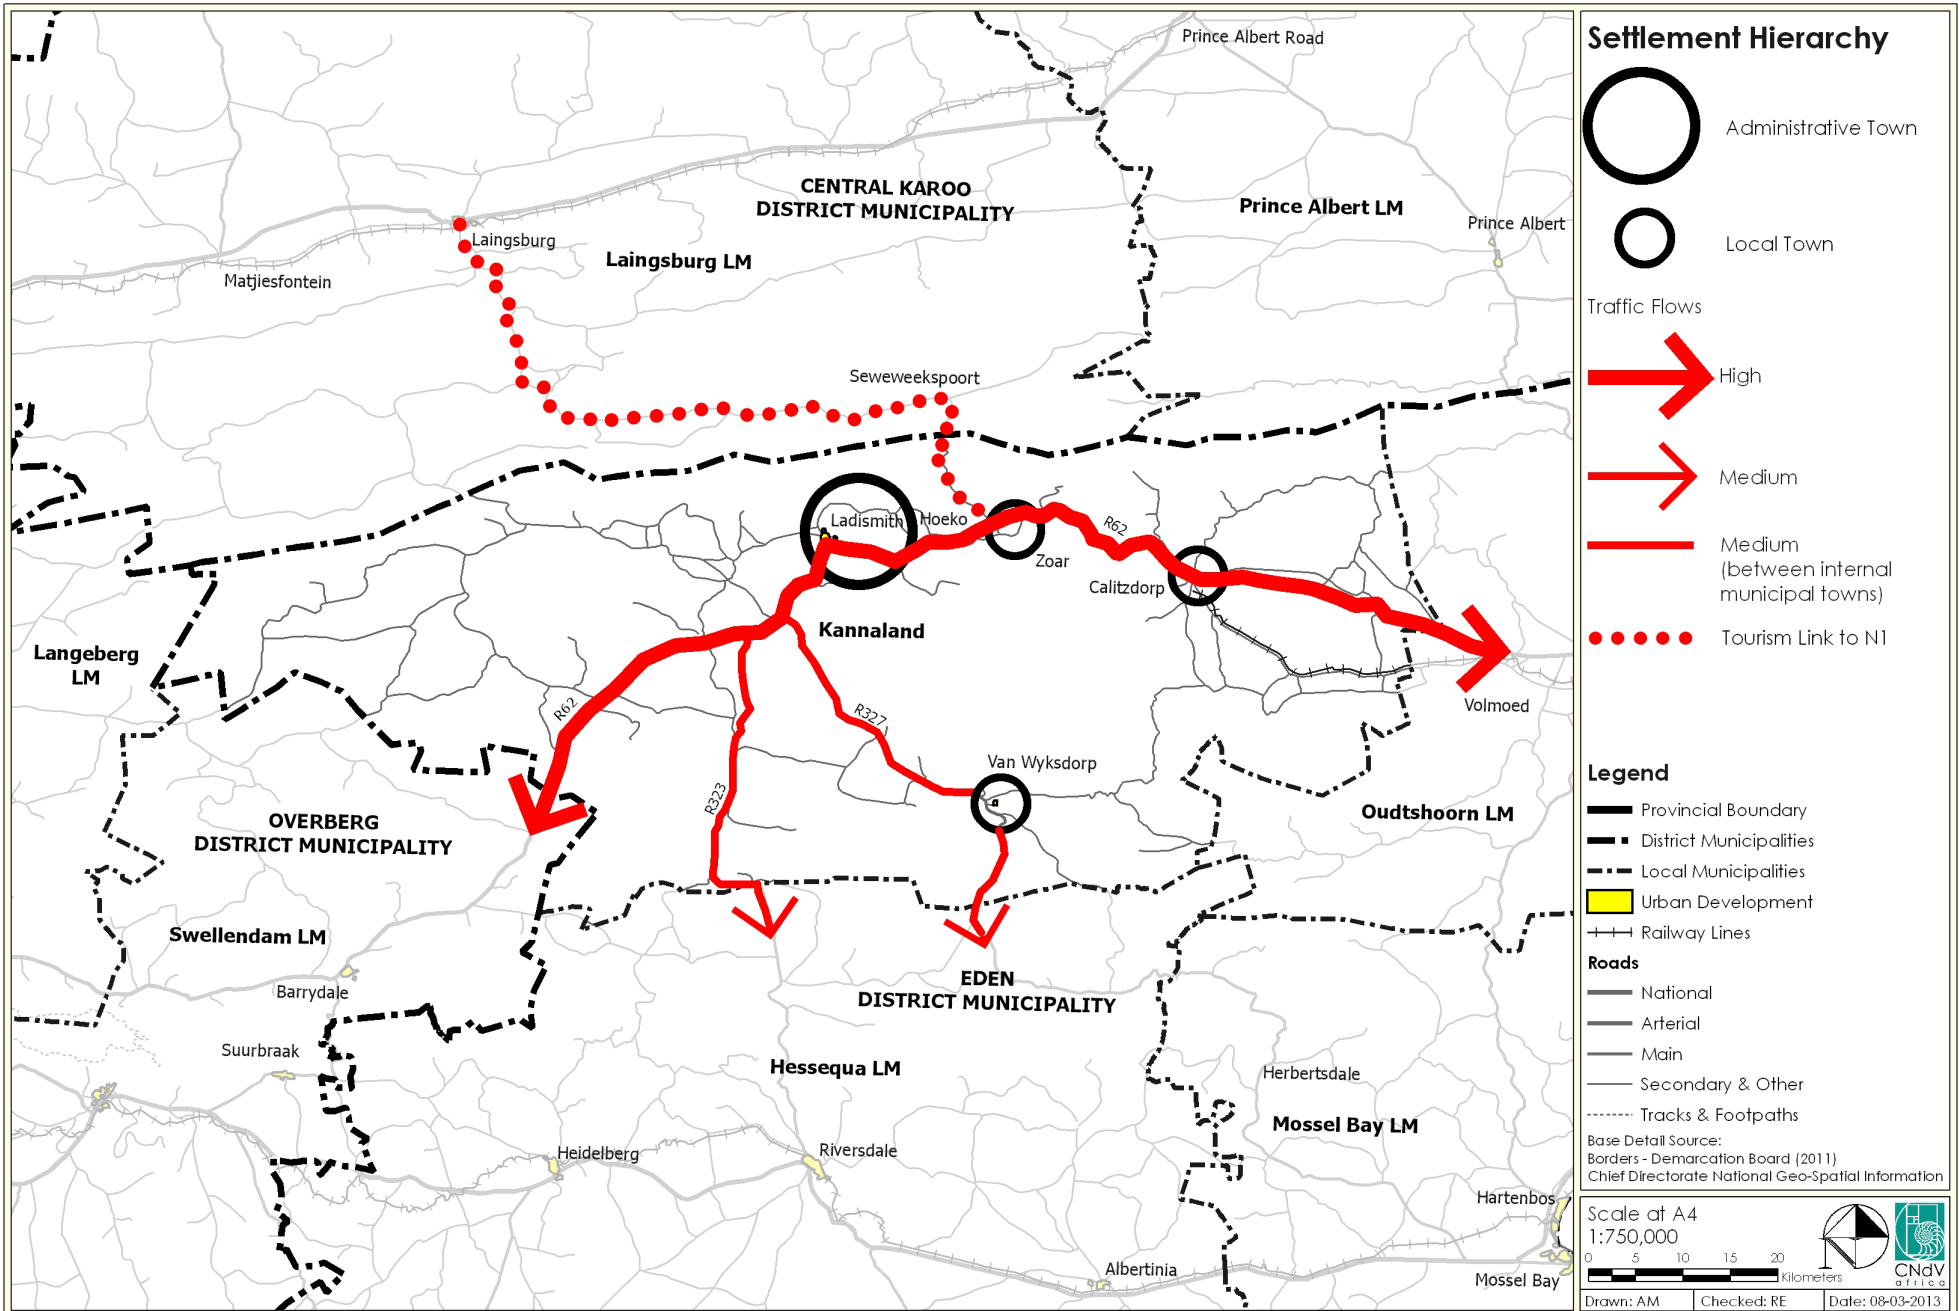 Prince Albert Road
CENTRAL KAROO
DISTRICT MUNICIPALITY
Prince Albert LM
Prince Albert
Laingsburg
Laingsburg LM
Matjiesfontein
Seweweekspoort
Ladismith
Hoeko
Zoar
R62
Calitzdorp
Kannaland
Langeberg
LM
R62
R327
Volmoed
Van Wyksdorp
R323
OVERBERG
DISTRICT MUNICIPALITY
Oudtshoorn LM
Swellendam LM
Barrydale
EDEN
DISTRICT MUNICIPALITY
Suurbraak
Hessequa LM
Herbertsdale
Mossel Bay LM
Heidelberg
Riversdale
Hartenbos
Albertinia
Mossel Bay
Settlement Hierarchy
Administrative Town
Local Town
Traffic Flows
High
Medium
Medium
(between internal
municipal towns)
Tourism Link to N1
Legend
Provincial Boundary
District Municipalities
Local Municipalities
Urban Development
Railway Lines
Roads
National
Arterial
Main
Secondary & Other
Tracks & Footpaths
Base Detail Source:
Borders - Demarcation Board (2011)
Chief Directorate National Geo-Spatial Information
Scale at A4
1:750,000
0 5 10 15 20
Kilometers
N
CNdV
africa
Drawn: AM
Checked: RE
Date: 08-03-2013